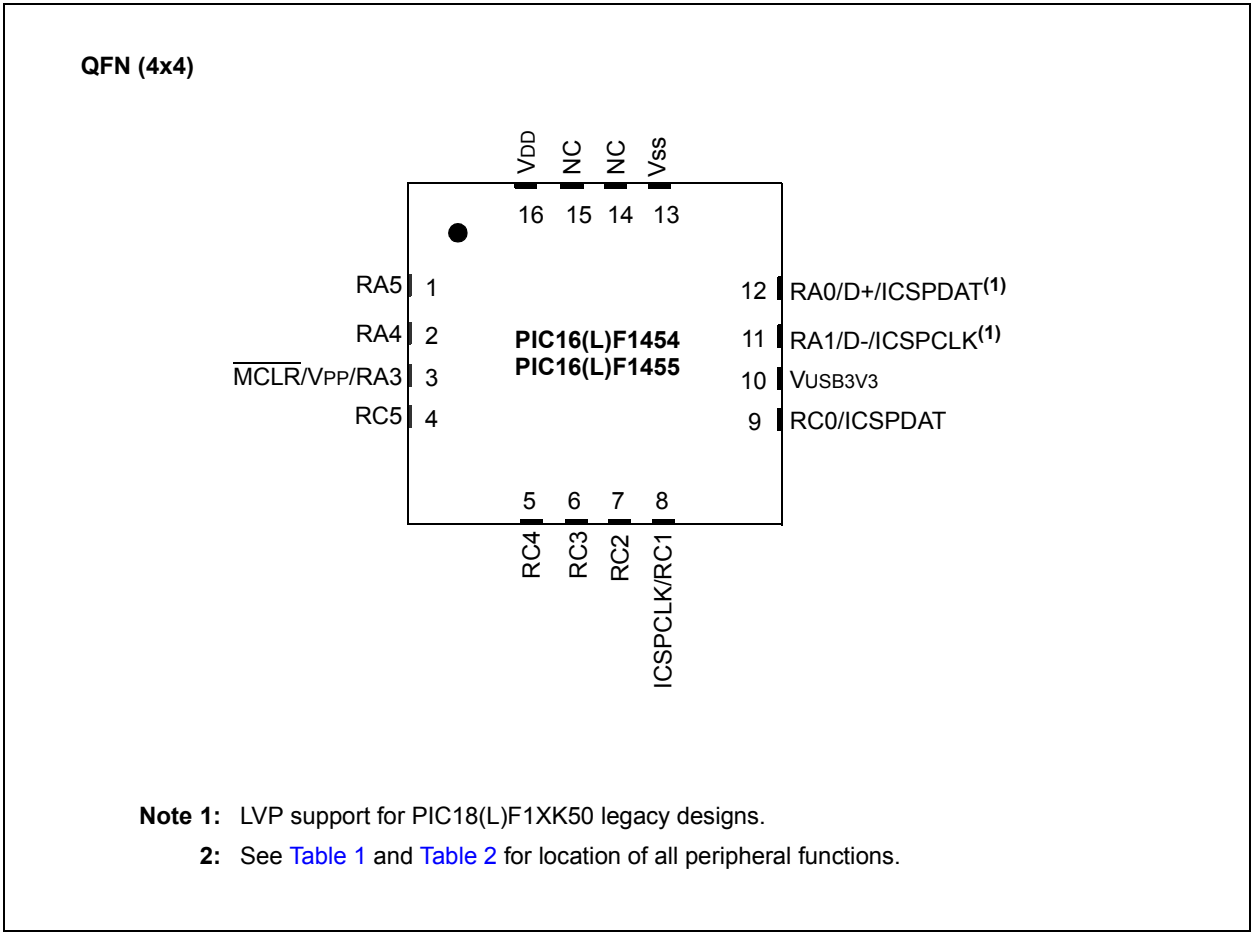 QFN (4x4)
VDD NC NC Vss
16 15 14 13
RA5 1
RA4 2
MCLR/VPP/RA3 3
RC5 4
PIC16(L)F1454
PIC16(L)F1455
12 RA0/D+/ICSPDAT(1)
11 RA1/D-/ICSPCLK(1)
10 VUSB3V3
9 RC0/ICSPDAT
5 6 7 8
RC4 RC3 RC2 ICSPCLK/RC1
Note 1: LVP support for PIC18(L)F1XK50 legacy designs.
2: See Table 1 and Table 2 for location of all peripheral functions.